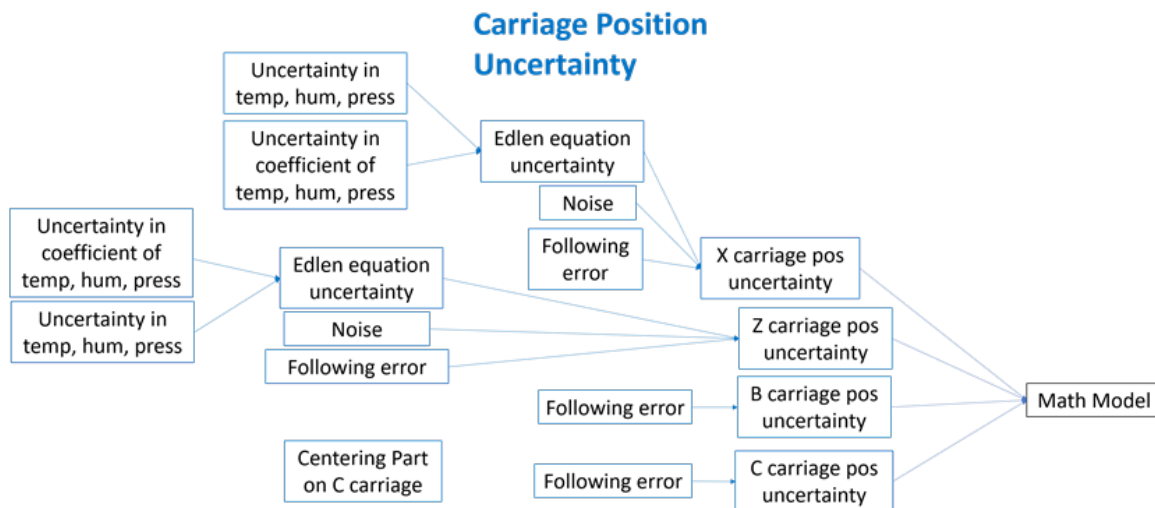 Carriage Position
Uncertainty
Uncertainty in
temp, hum, press
Uncertainty in
coefficient of
temp, hum, press
Edlen equation
uncertainty
Noise
Following
error
X carriage pos
uncertainty
Uncertainty in
coefficient of
temp, hum, press
Uncertainty in
temp, hum, press
Edlen equation
uncertainty
Noise
Following error
Z carriage pos
uncertainty
Following error
B carriage pos
uncertainty
Math Model
Centering Part
on C carriage
Following error
C carriage pos
uncertainty